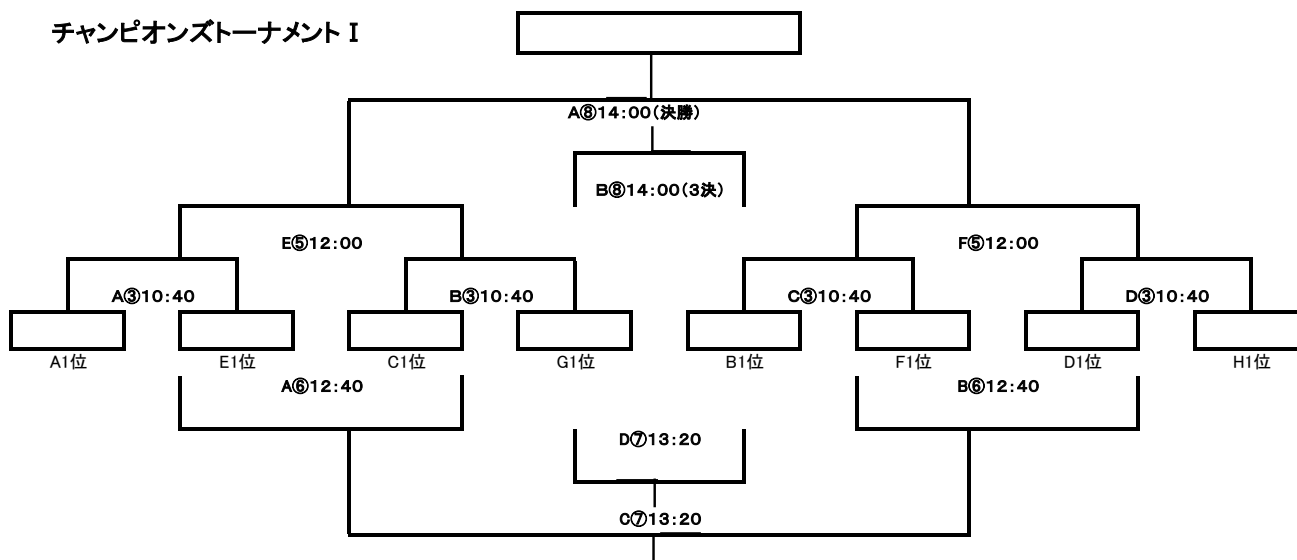 チャンピオンズトーナメント Ⅰ
A⑧14:00(決勝)
B⑧14:00(3決)
E⑤12:00
F⑤12:00
A③10:40
B③10:40
C③10:40
D③10:40
A1位
E1位
C1位
G1位
B1位
F1位
D1位
H1位
A⑥12:40
B⑥12:40
D⑦13:20
C⑦13:20